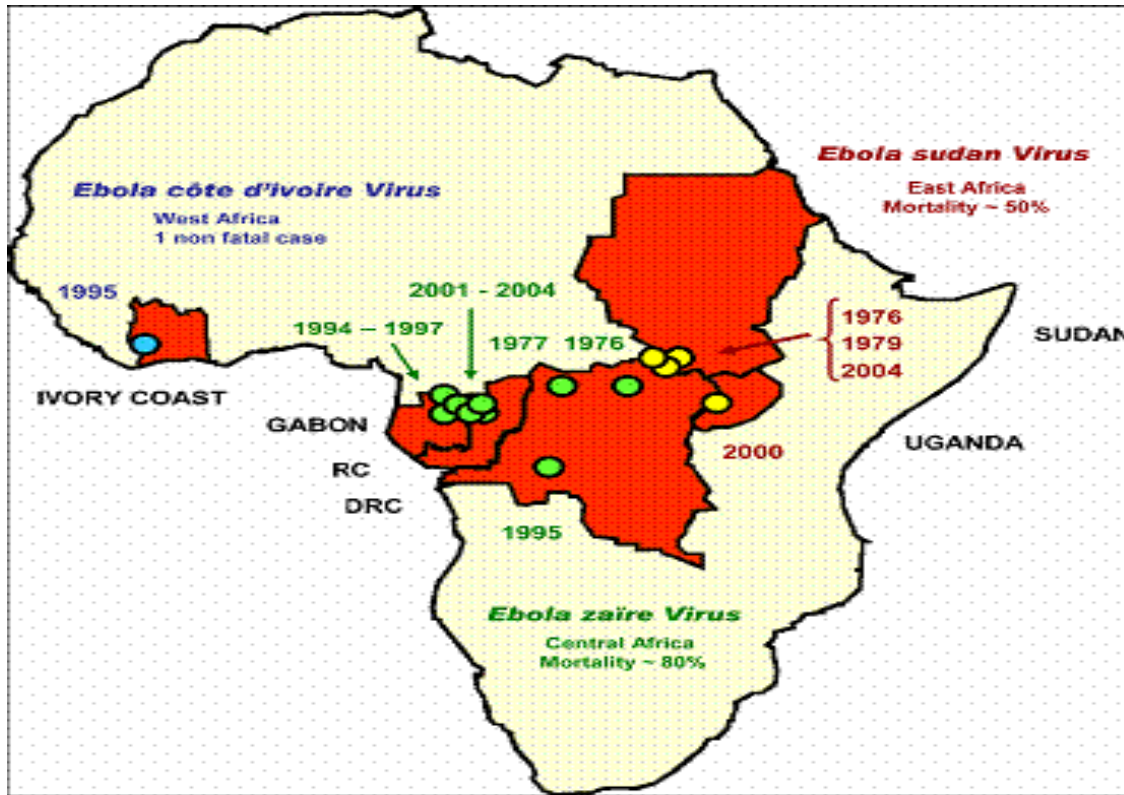 Ebola sudan Virus
East Africa
Mortality ~ 50%
Ebola côte d'ivoire Virus
West Africa
1 non fatal case
1995
2001 - 2004
1994 – 1997
1977 1976
1976
1979
2004
SUDAN
IVORY COAST
GABON
UGANDA
2000
RC
DRC
1995
Ebola zaïre Virus
Central Africa
Mortality ~ 80%